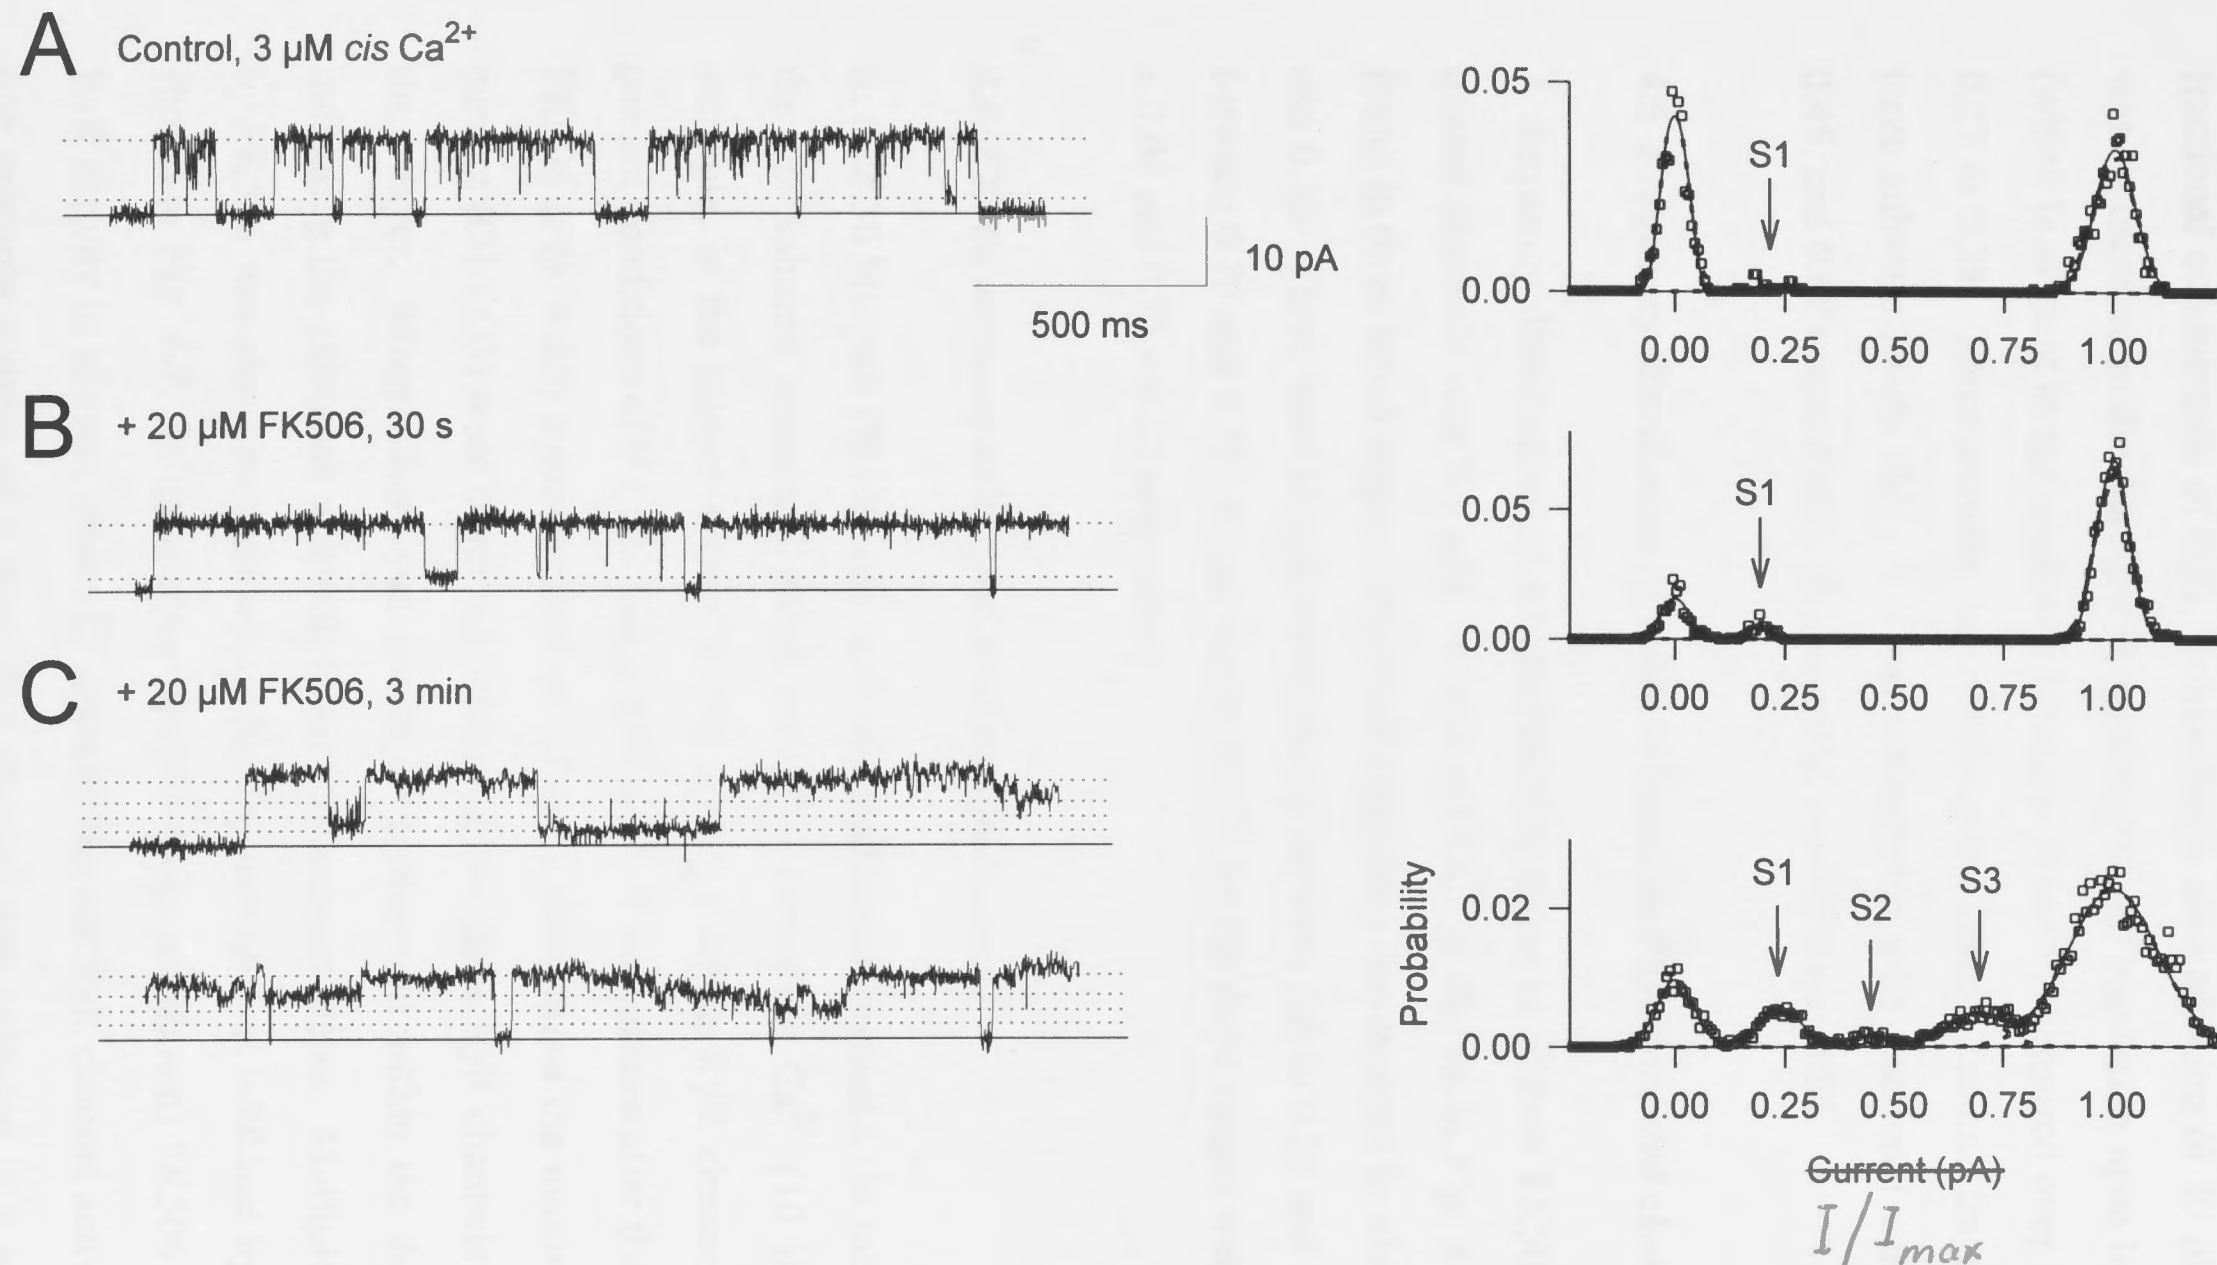 A Control, 3 µM cis Ca2+
10 pA
500 ms
0.05
S1
0.00
0.00 0.25 0.50 0.75 1.00
B + 20 µM FK506, 30 s
S1
0.05
0.00
0.00 0.25 0.50 0.75 1.00
C + 20 µM FK506, 3 min
Probability
S1
S2
S3
0.02
0.00
0.00 0.25 0.50 0.75 1.00
Current (pA)
I/Imax